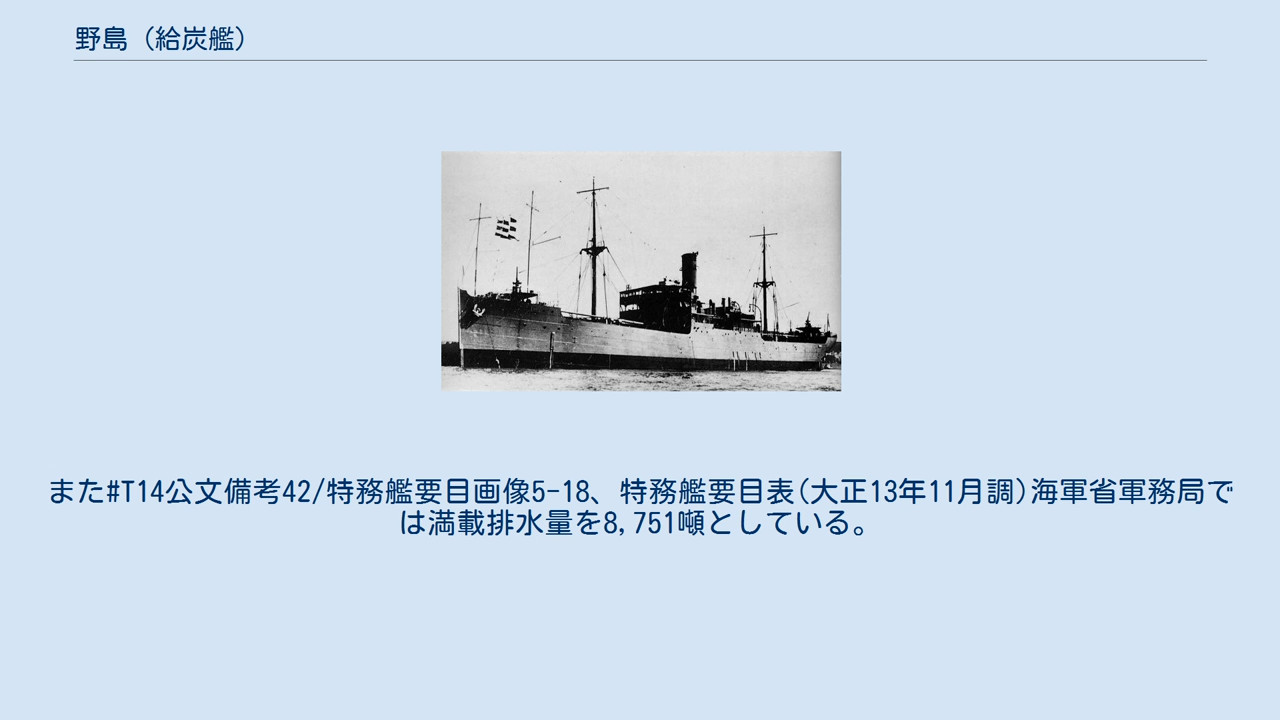 野島（給炭艦）
また#T14公文備考42/特務艦要目画像5-18、特務艦要目表(大正13年11月調)海軍省軍務局で
は満載排水量を8,751噸としている。